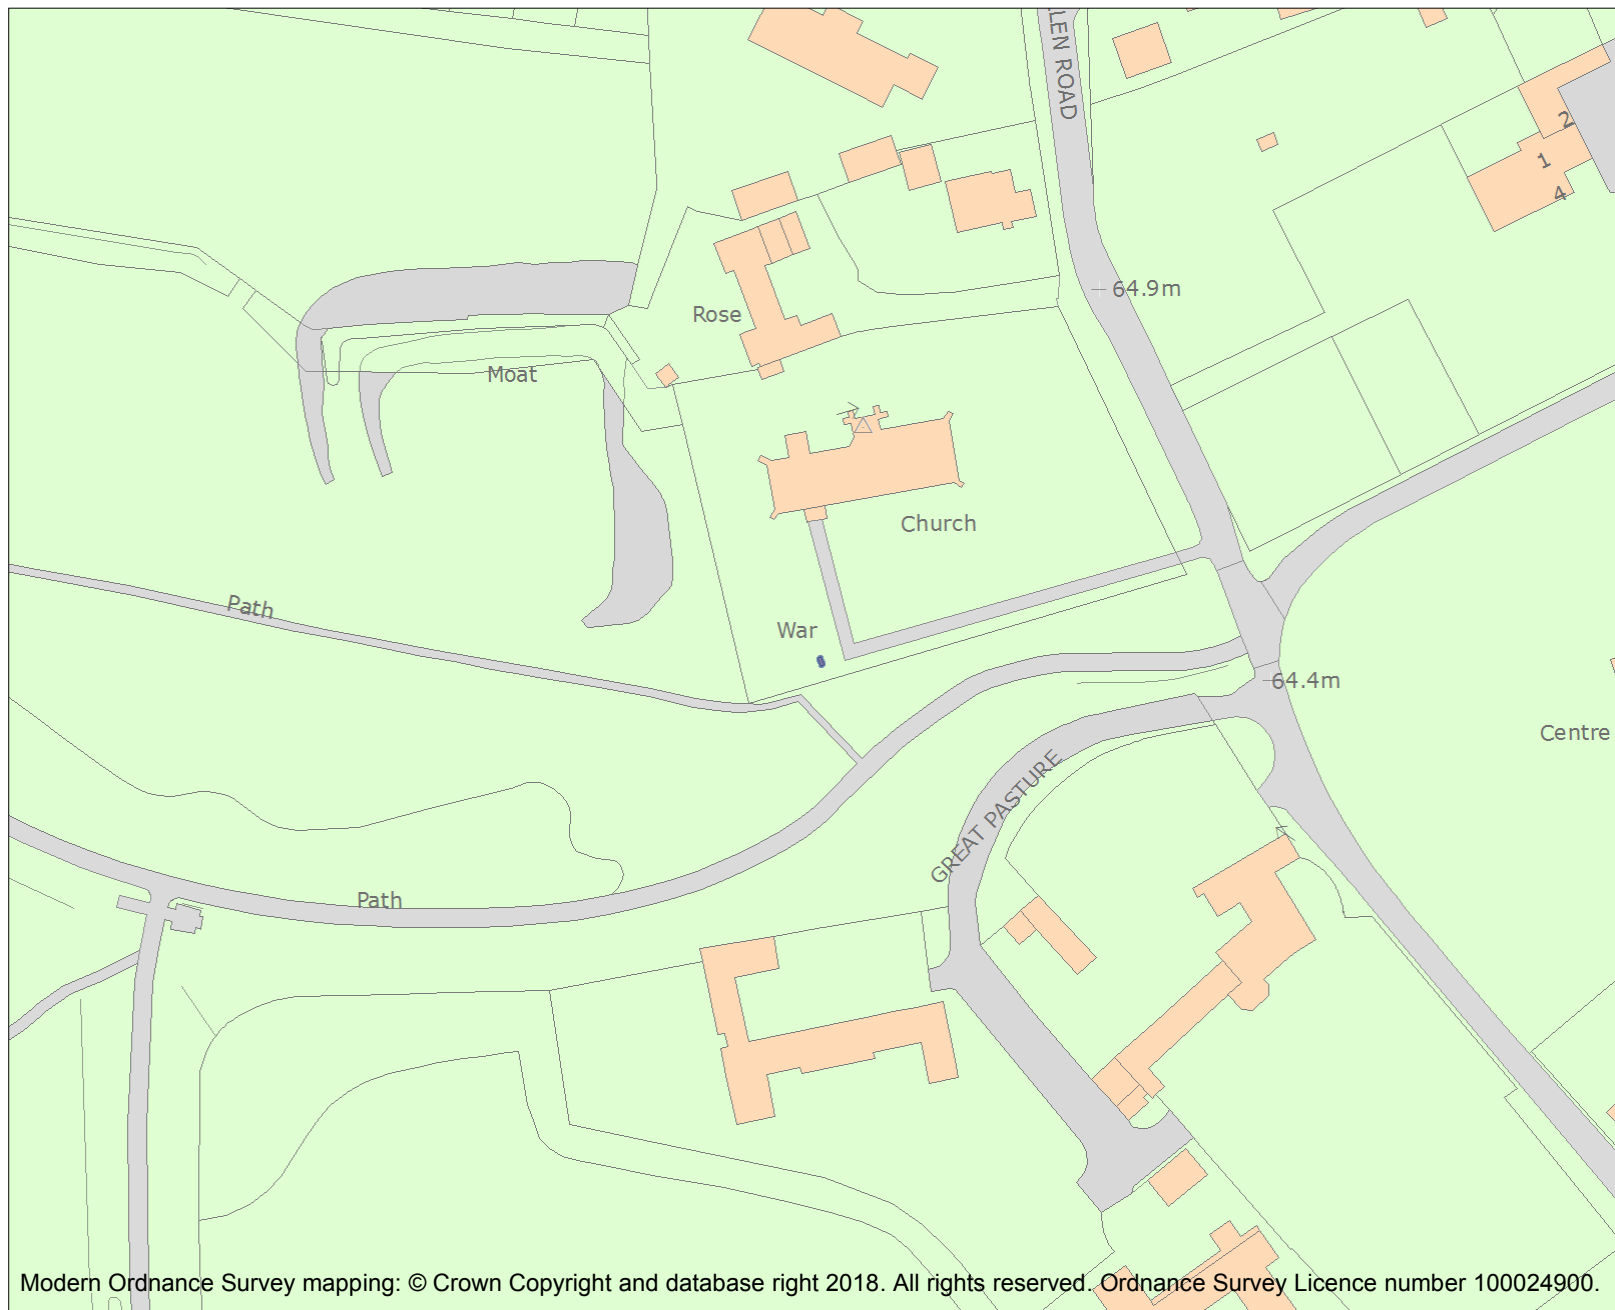 LLEN ROAD
2
1
4
64.9m
Rose
Moat
Church
Path
War
64.4m
Centre
GREAT PASTURE
Path
Modern Ordnance Survey mapping: © Crown Copyright and database right 2018. All rights reserved. Ordnance Survey Licence number 100024900.